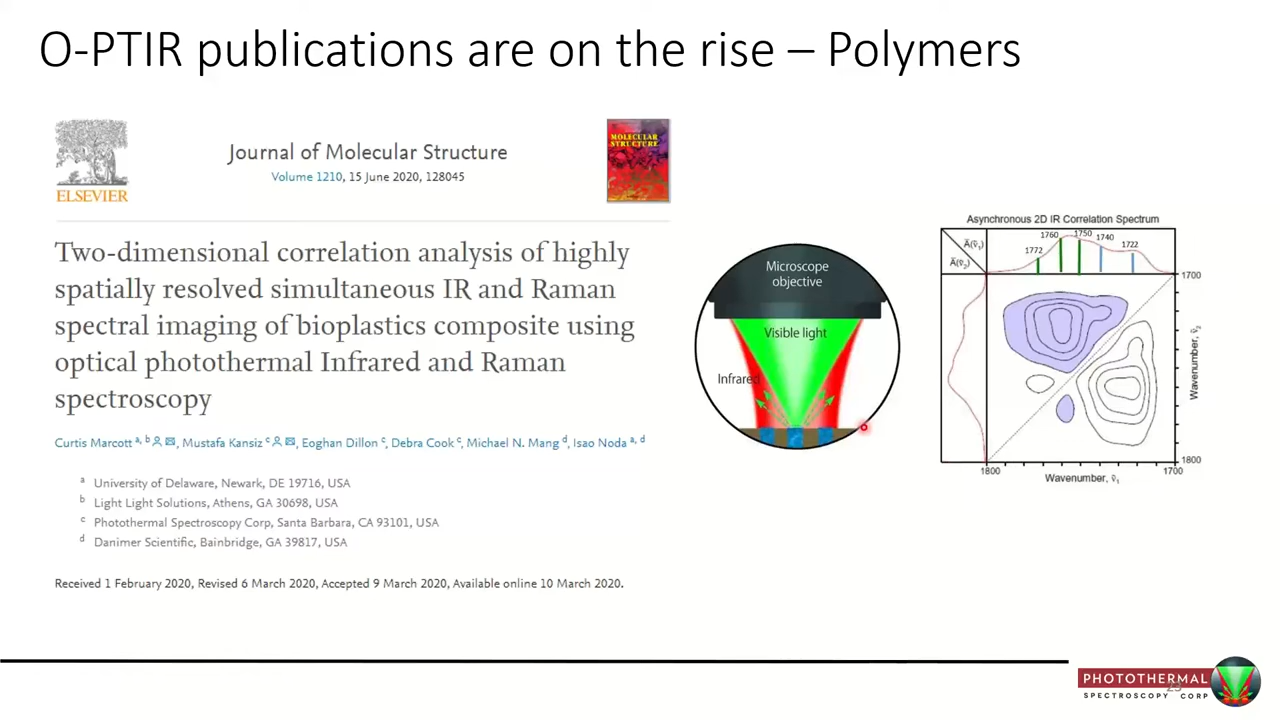 O-PTIR publications are on the rise – Polymers
ELSEVIER
Journal of Molecular Structure
Volume 1210, 15 June 2020, 128045
MOLECULAR
STRUCTURE
Two-dimensional correlation analysis of highly
spatially resolved simultaneous IR and Raman
spectral imaging of bioplastics composite using
optical photothermal Infrared and Raman
spectroscopy
Curtis Marcott a, b, Mustafa Kansiz c, Eoghan Dillon c, Debra Cook c, Michael N. Mang d, Isao Noda a, d
a University of Delaware, Newark, DE 19716, USA
b Light Light Solutions, Athens, GA 30698, USA
c Photothermal Spectroscopy Corp, Santa Barbara, CA 93101, USA
d Danimer Scientific, Bainbridge, GA 39817, USA
Received 1 February 2020, Revised 6 March 2020, Accepted 9 March 2020, Available online 10 March 2020.
Microscope
objective
Visible light
Infrared
Asynchronous 2D IR Correlation Spectrum
Ã(ν̃₁)
Ã(ν̃₂)
1772 1760 1750 1740 1722
1700
Wavenumber, ν̃₂
1800
1800 1700
Wavenumber, ν̃₁
PHOTOTHERMAL
SPECTROSCOPY CORP